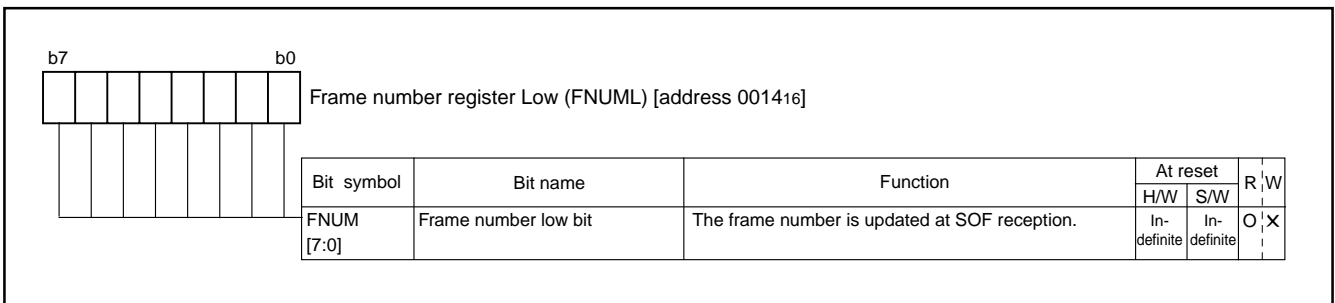 b7 b0
Frame number register Low (FNUML) [address 001416]
Bit symbol Bit name Function At reset R W
H/W S/W
FNUM Frame number low bit The frame number is updated at SOF reception. In- In- O ×
[7:0] definite definite